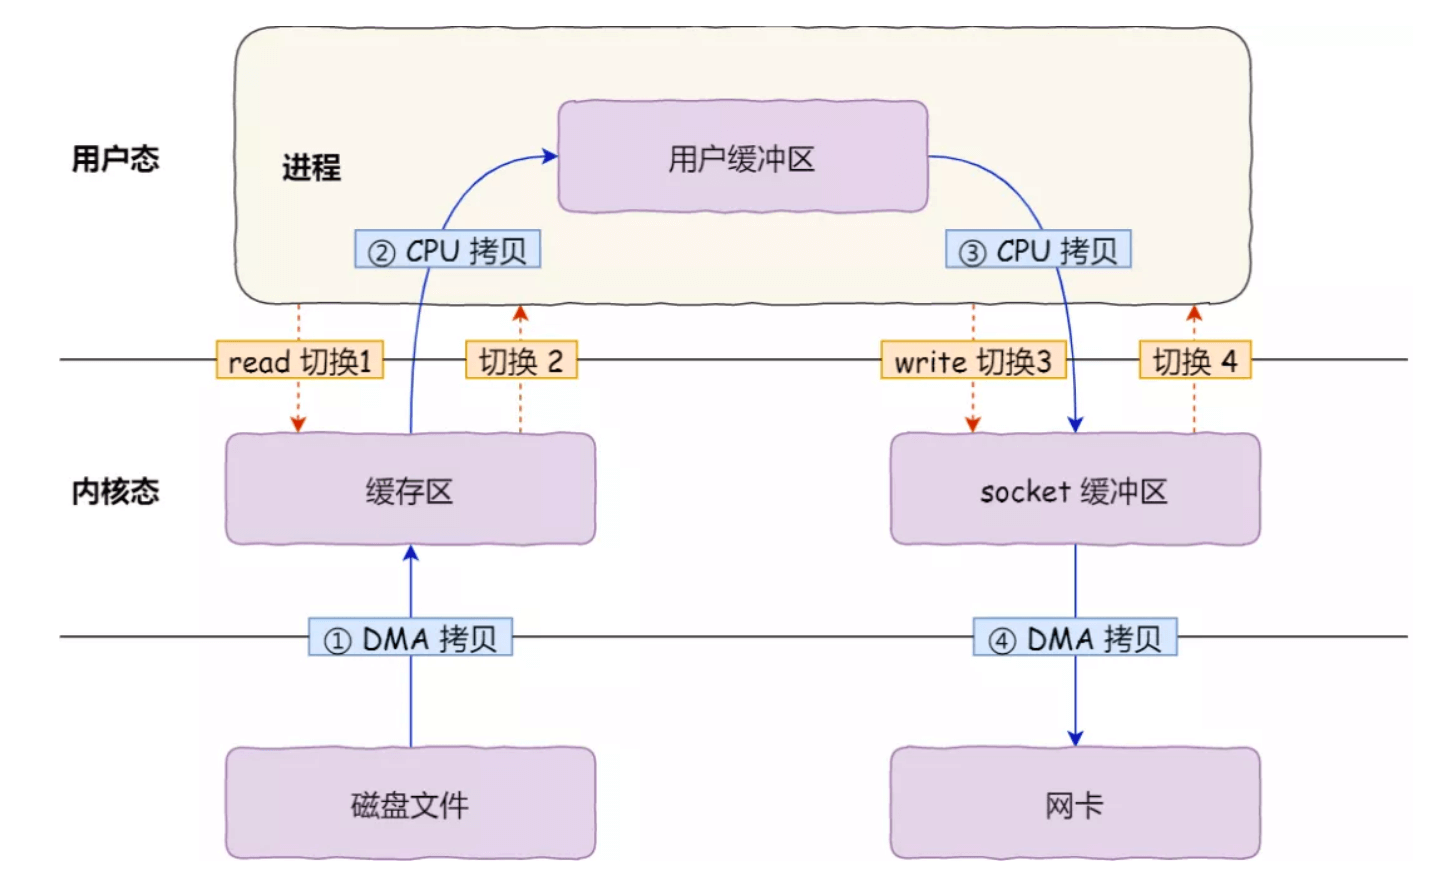 用户态
进程
用户缓冲区
② CPU 拷贝
③ CPU 拷贝
read 切换1
切换 2
write 切换3
切换 4
内核态
缓存区
socket 缓冲区
① DMA 拷贝
④ DMA 拷贝
磁盘文件
网卡